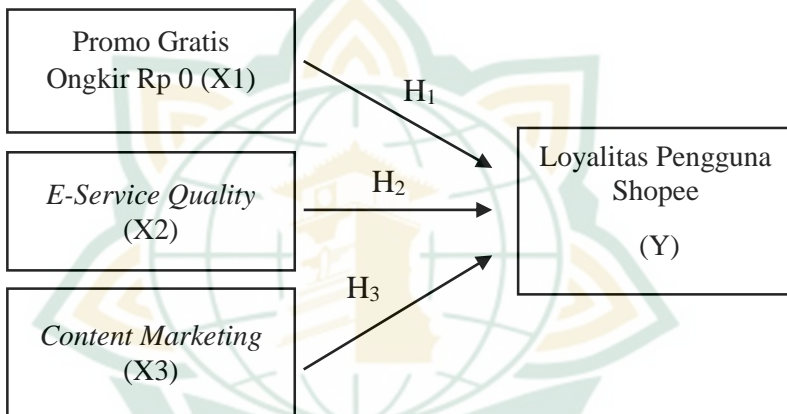 Promo Gratis
Ongkir Rp 0 (X1)
H1
E-Service Quality
(X2)
H2
Content Marketing
(X3)
H3
Loyalitas Pengguna
Shopee
(Y)